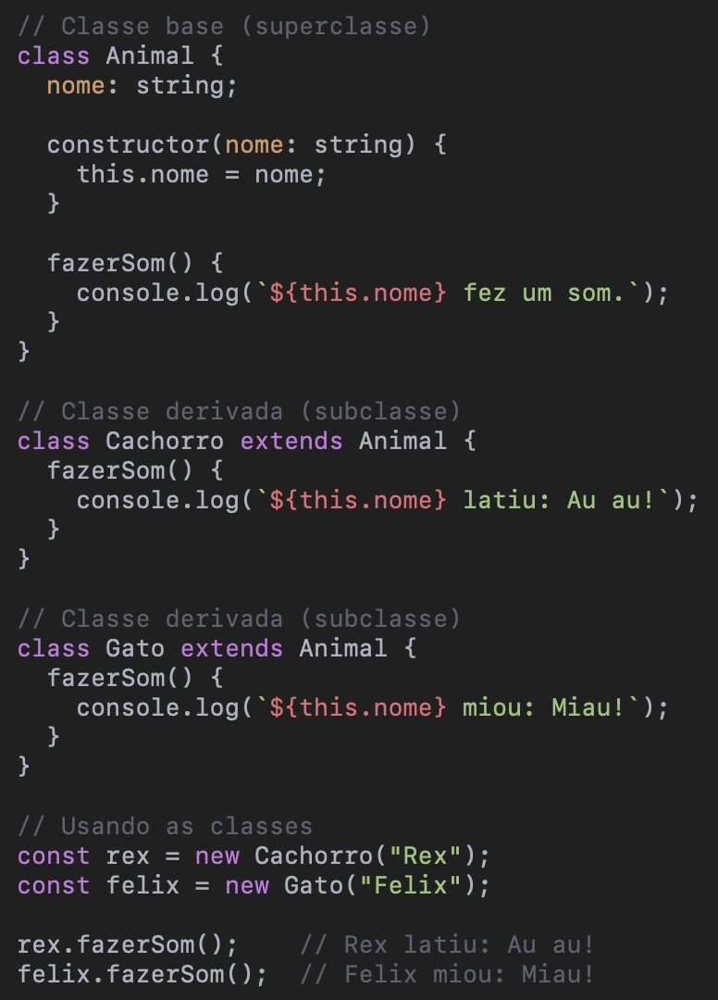 // Classe base (superclasse)
class Animal {
  nome: string;

  constructor(nome: string) {
    this.nome = nome;
  }

  fazerSom() {
    console.log(`${this.nome} fez um som.`);
  }
}

// Classe derivada (subclasse)
class Cachorro extends Animal {
  fazerSom() {
    console.log(`${this.nome} latiu: Au au!`);
  }
}

// Classe derivada (subclasse)
class Gato extends Animal {
  fazerSom() {
    console.log(`${this.nome} miou: Miau!`);
  }
}

// Usando as classes
const rex = new Cachorro("Rex");
const felix = new Gato("Felix");

rex.fazerSom();    // Rex latiu: Au au!
felix.fazerSom();  // Felix miou: Miau!